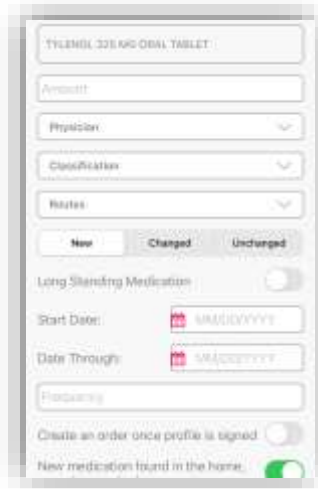 TYLENOL 325 MG ORAL TABLET
Amount
Physician
Classification
Routes
New Changed Unchanged
Long Standing Medication
Start Date: MM/DD/YYYY
Date Through: MM/DD/YYYY
Frequency
Create an order once profile is signed
New medication found in the home,